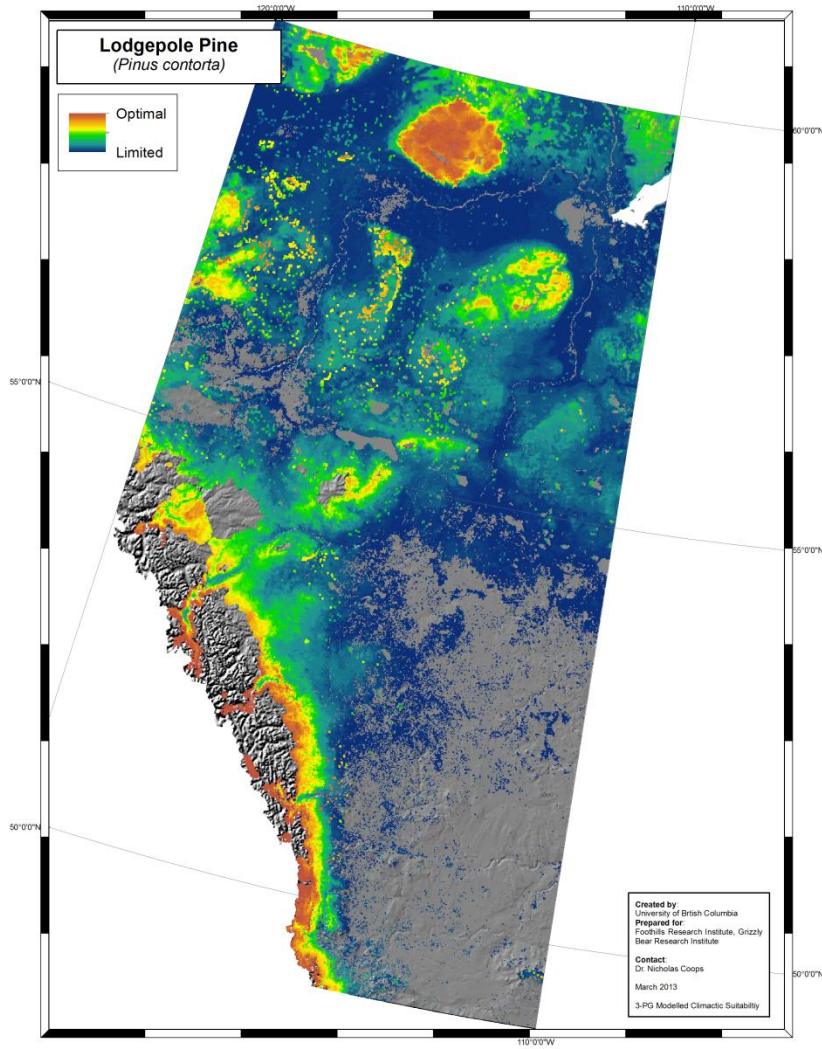 120°0'0"W
110°0'0"W
Lodgepole Pine
(Pinus contorta)
Optimal
Limited
60°0'0"N
55°0'0"N
55°0'0"N
50°0'0"N
Created by:
University of British Columbia
Prepared for:
Foothills Research Institute, Grizzly
Bear Research Institute
Contact:
Dr. Nicholas Coops
March 2013
3-PG Modelled Climactic Suitabiltiy
50°0'0"N
110°0'0"W